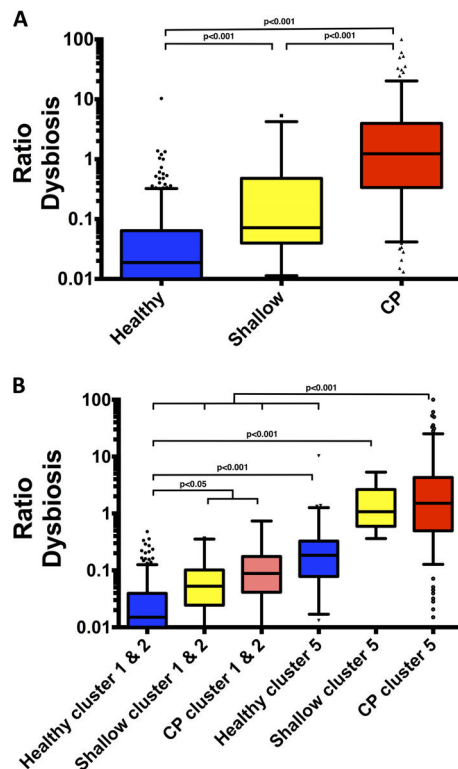 A
p<0.001
p<0.001 p<0.001
Ratio
Dysbiosis
100
10
1
0.1
0.01
Healthy
Shallow
CP
B
p<0.001
p<0.001
p<0.001
p<0.05
Ratio
Dysbiosis
100
10
1
0.1
0.01
Healthy cluster 1 & 2
Shallow cluster 1 & 2
CP cluster 1 & 2
Healthy cluster 5
Shallow cluster 5
CP cluster 5